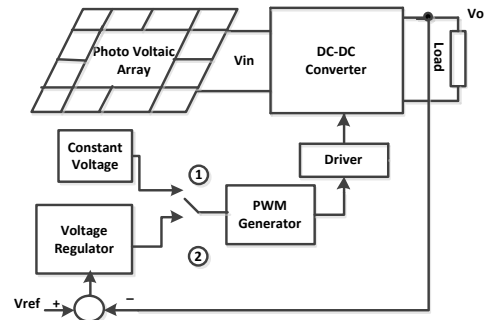 Photo Voltaic
Array
Vin
DC-DC
Converter
Vo
Load
Constant
Voltage
1
Driver
PWM
Generator
Voltage
Regulator
2
Vref
+
−